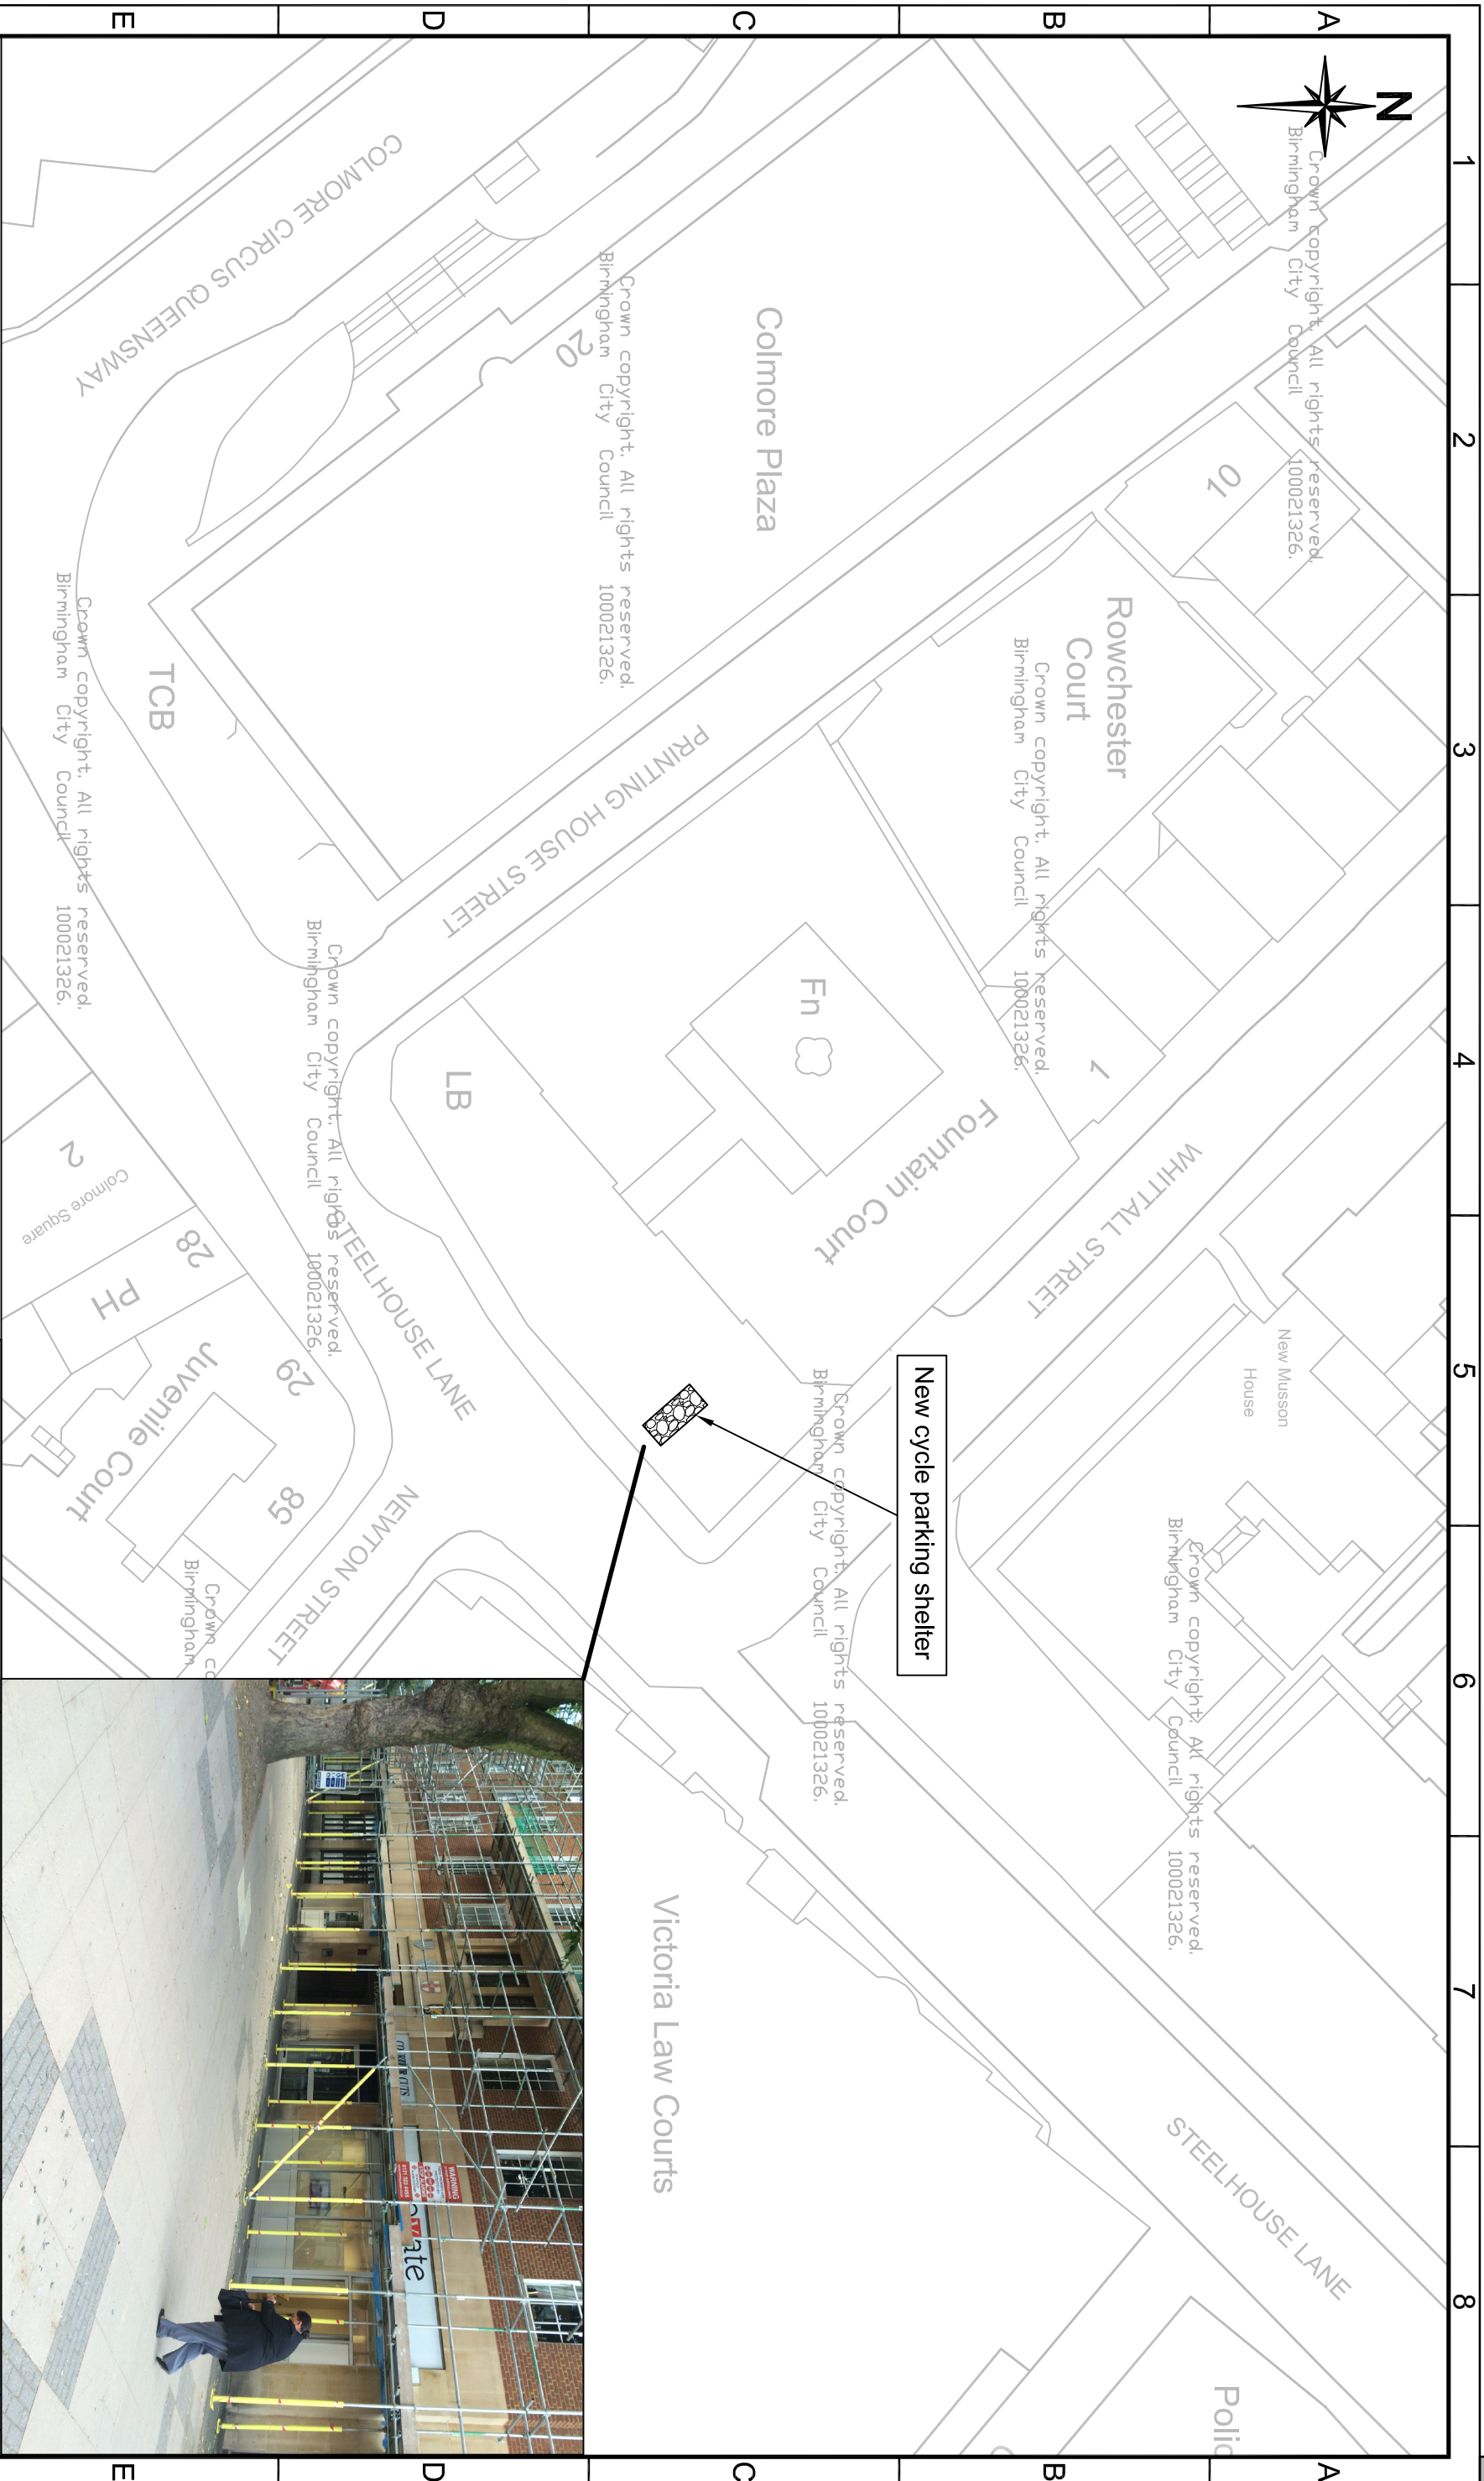 A
B
C
D
E
1
2
3
4
5
6
7
8
A
B
C
D
E
N
Crown copyright. All rights reserved.
Birmingham City Council 100021326.
10
Rowchester
Court
Crown copyright. All rights reserved.
Birmingham City Council 100021326.
1
WHITTALL STREET
New Musson
House
Crown copyright. All rights reserved.
Birmingham City Council 100021326.
STEELHOUSE LANE
Polic
Colmore Plaza
Crown copyright. All rights reserved.
Birmingham City Council 100021326.
20
PRINTING HOUSE STREET
Fn
Fountain Court
New cycle parking shelter
Crown copyright. All rights reserved.
Birmingham City Council 100021326.
Victoria Law Courts
COLMORE CIRCUS QUEENSWAY
TCB
Crown copyright. All rights reserved.
Birmingham City Council 100021326.
LB
Crown copyright. All rights reserved.
Birmingham City Council 100021326.
STEELHOUSE LANE
2
Colmore Square
28
PH
29
Juvenile Court
58
NEWTON STREET
Crown co
Birmingham
WARNING